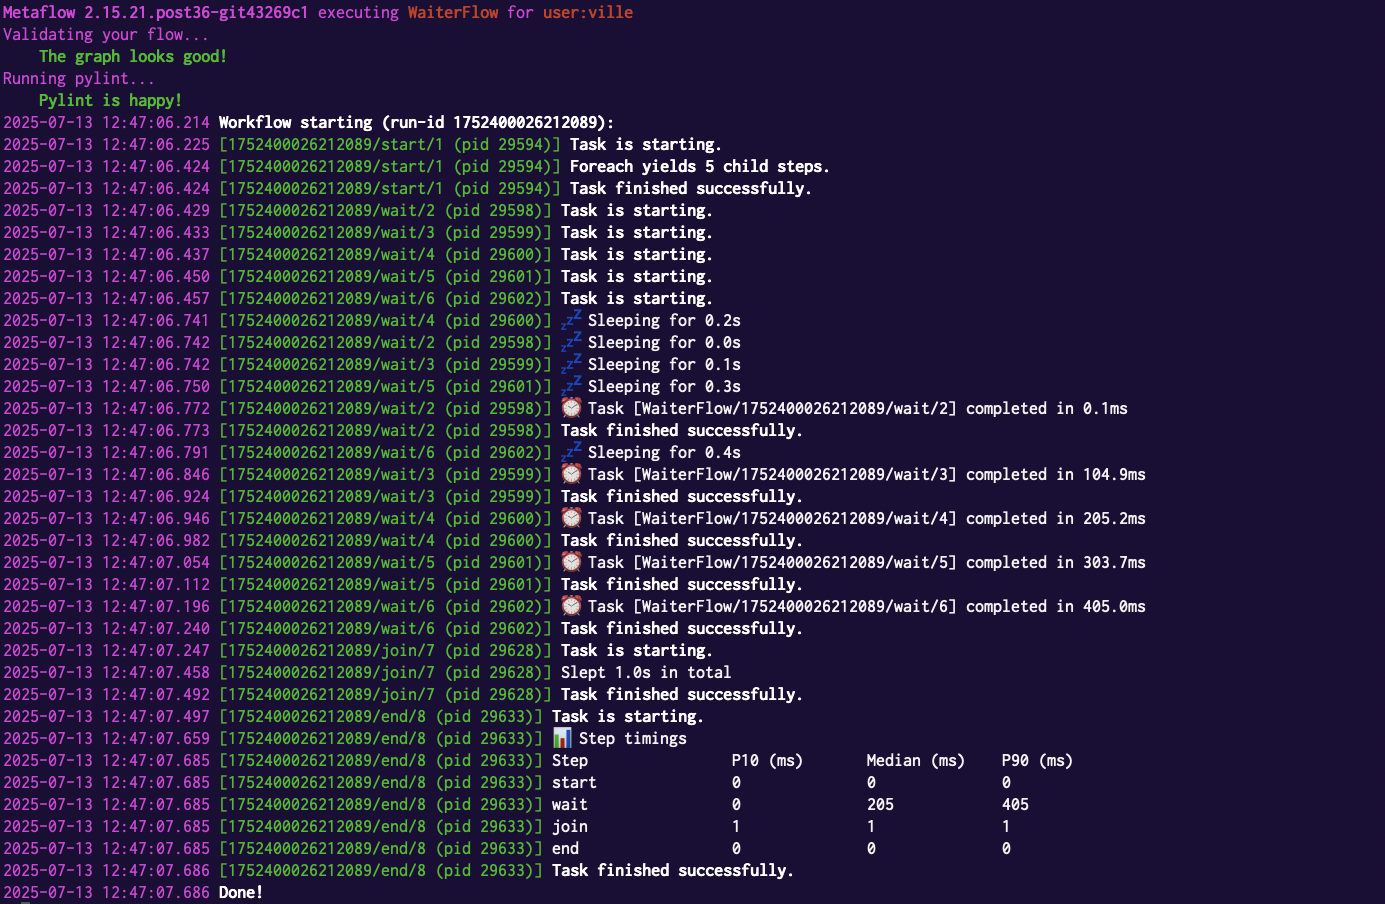 Metaflow 2.15.21.post36-git43269c1 executing WaiterFlow for user:ville
Validating your flow...
    The graph looks good!
Running pylint...
    Pylint is happy!
2025-07-13 12:47:06.214 Workflow starting (run-id 1752400026212089):
2025-07-13 12:47:06.225 [1752400026212089/start/1 (pid 29594)] Task is starting.
2025-07-13 12:47:06.424 [1752400026212089/start/1 (pid 29594)] Foreach yields 5 child steps.
2025-07-13 12:47:06.424 [1752400026212089/start/1 (pid 29594)] Task finished successfully.
2025-07-13 12:47:06.429 [1752400026212089/wait/2 (pid 29598)] Task is starting.
2025-07-13 12:47:06.433 [1752400026212089/wait/3 (pid 29599)] Task is starting.
2025-07-13 12:47:06.437 [1752400026212089/wait/4 (pid 29600)] Task is starting.
2025-07-13 12:47:06.450 [1752400026212089/wait/5 (pid 29601)] Task is starting.
2025-07-13 12:47:06.457 [1752400026212089/wait/6 (pid 29602)] Task is starting.
2025-07-13 12:47:06.741 [1752400026212089/wait/4 (pid 29600)] 💤 Sleeping for 0.2s
2025-07-13 12:47:06.742 [1752400026212089/wait/2 (pid 29598)] 💤 Sleeping for 0.0s
2025-07-13 12:47:06.742 [1752400026212089/wait/3 (pid 29599)] 💤 Sleeping for 0.1s
2025-07-13 12:47:06.750 [1752400026212089/wait/5 (pid 29601)] 💤 Sleeping for 0.3s
2025-07-13 12:47:06.772 [1752400026212089/wait/2 (pid 29598)] ⏰ Task [WaiterFlow/1752400026212089/wait/2] completed in 0.1ms
2025-07-13 12:47:06.773 [1752400026212089/wait/2 (pid 29598)] Task finished successfully.
2025-07-13 12:47:06.791 [1752400026212089/wait/6 (pid 29602)] 💤 Sleeping for 0.4s
2025-07-13 12:47:06.846 [1752400026212089/wait/3 (pid 29599)] ⏰ Task [WaiterFlow/1752400026212089/wait/3] completed in 104.9ms
2025-07-13 12:47:06.924 [1752400026212089/wait/3 (pid 29599)] Task finished successfully.
2025-07-13 12:47:06.946 [1752400026212089/wait/4 (pid 29600)] ⏰ Task [WaiterFlow/1752400026212089/wait/4] completed in 205.2ms
2025-07-13 12:47:06.982 [1752400026212089/wait/4 (pid 29600)] Task finished successfully.
2025-07-13 12:47:07.054 [1752400026212089/wait/5 (pid 29601)] ⏰ Task [WaiterFlow/1752400026212089/wait/5] completed in 303.7ms
2025-07-13 12:47:07.112 [1752400026212089/wait/5 (pid 29601)] Task finished successfully.
2025-07-13 12:47:07.196 [1752400026212089/wait/6 (pid 29602)] ⏰ Task [WaiterFlow/1752400026212089/wait/6] completed in 405.0ms
2025-07-13 12:47:07.240 [1752400026212089/wait/6 (pid 29602)] Task finished successfully.
2025-07-13 12:47:07.247 [1752400026212089/join/7 (pid 29628)] Task is starting.
2025-07-13 12:47:07.458 [1752400026212089/join/7 (pid 29628)] Slept 1.0s in total
2025-07-13 12:47:07.492 [1752400026212089/join/7 (pid 29628)] Task finished successfully.
2025-07-13 12:47:07.497 [1752400026212089/end/8 (pid 29633)] Task is starting.
2025-07-13 12:47:07.659 [1752400026212089/end/8 (pid 29633)] 📊 Step timings
2025-07-13 12:47:07.685 [1752400026212089/end/8 (pid 29633)] Step                P10 (ms)       Median (ms)    P90 (ms)
2025-07-13 12:47:07.685 [1752400026212089/end/8 (pid 29633)] start               0              0              0
2025-07-13 12:47:07.685 [1752400026212089/end/8 (pid 29633)] wait                0              205            405
2025-07-13 12:47:07.685 [1752400026212089/end/8 (pid 29633)] join                1              1              1
2025-07-13 12:47:07.685 [1752400026212089/end/8 (pid 29633)] end                 0              0              0
2025-07-13 12:47:07.686 [1752400026212089/end/8 (pid 29633)] Task finished successfully.
2025-07-13 12:47:07.686 Done!